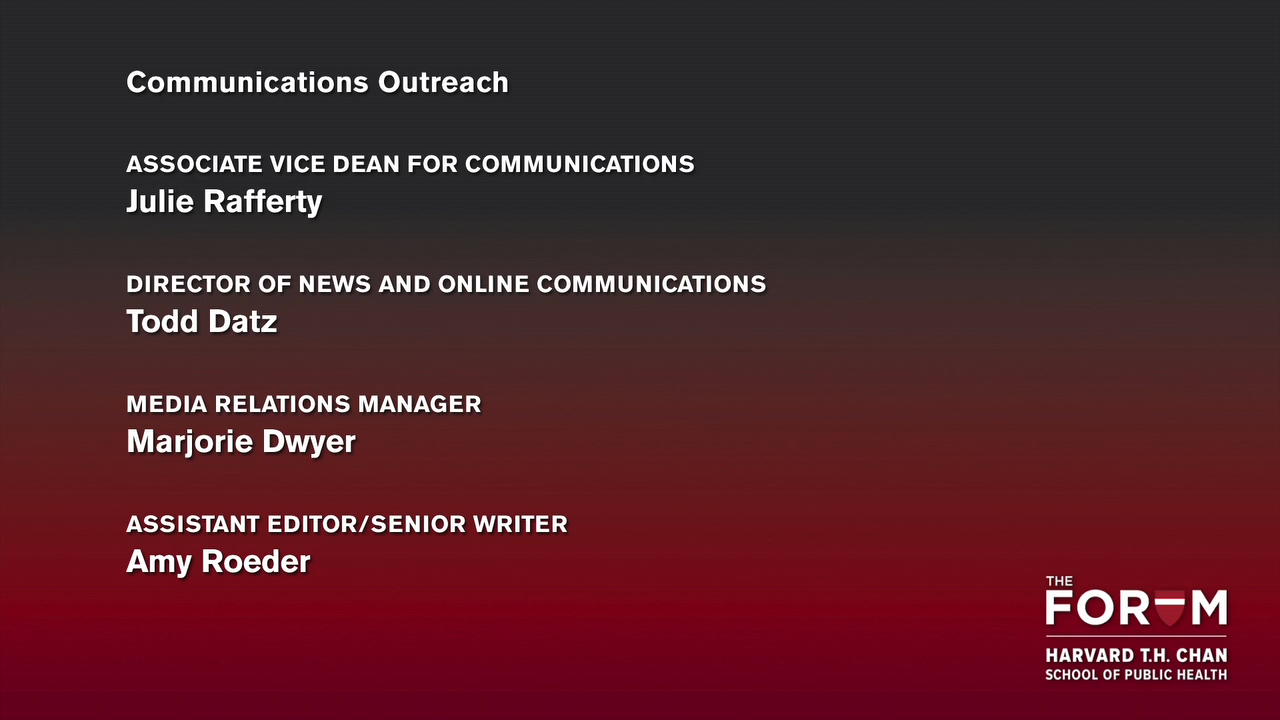 Communications Outreach
ASSOCIATE VICE DEAN FOR COMMUNICATIONS
Julie Rafferty
DIRECTOR OF NEWS AND ONLINE COMMUNICATIONS
Todd Datz
MEDIA RELATIONS MANAGER
Marjorie Dwyer
ASSISTANT EDITOR/SENIOR WRITER
Amy Roeder
THE
FORUM
HARVARD T.H. CHAN
SCHOOL OF PUBLIC HEALTH